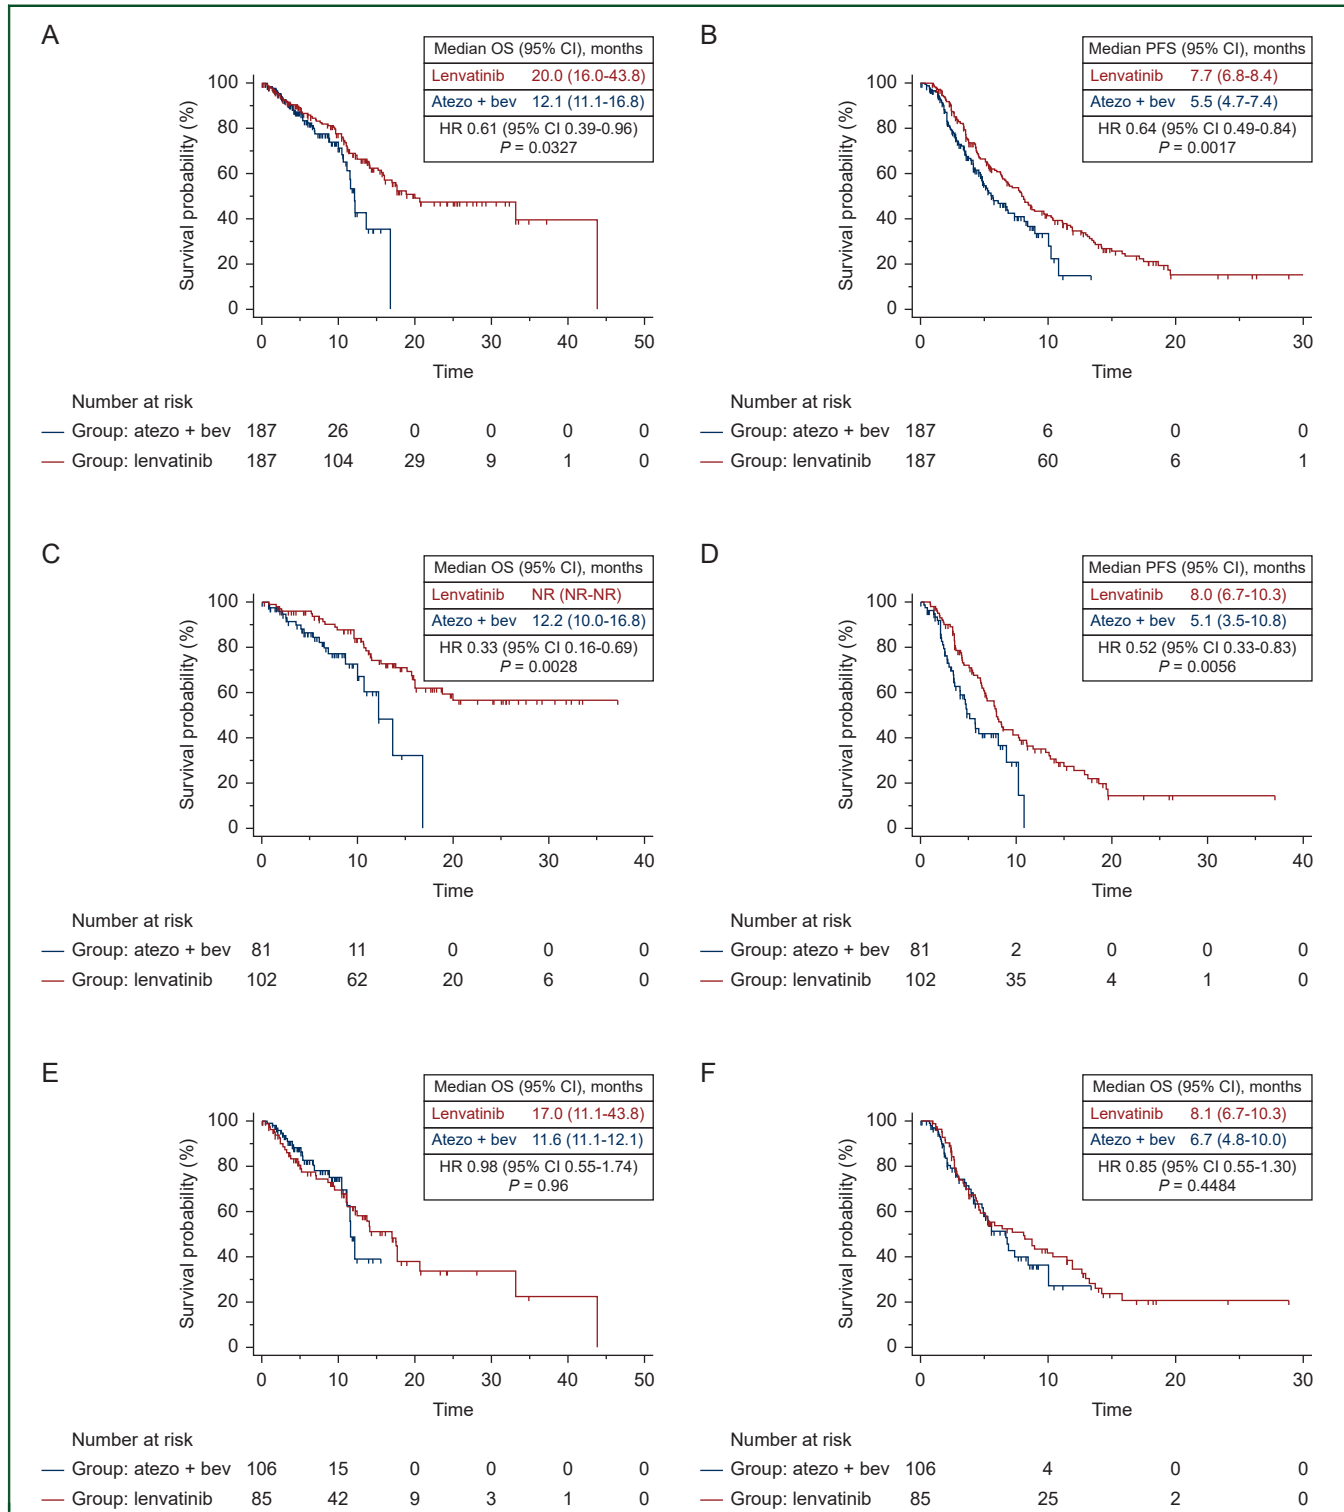 A
Median OS (95% CI), months
Lenvatinib 20.0 (16.0-43.8)
Atezo + bev 12.1 (11.1-16.8)
HR 0.61 (95% CI 0.39-0.96)
P = 0.0327
Survival probability (%)
100
80
60
40
20
0
0 10 20 30 40 50
Time
Number at risk
Group: atezo + bev 187 26 0 0 0 0
Group: lenvatinib 187 104 29 9 1 0
B
Median PFS (95% CI), months
Lenvatinib 7.7 (6.8-8.4)
Atezo + bev 5.5 (4.7-7.4)
HR 0.64 (95% CI 0.49-0.84)
P = 0.0017
Survival probability (%)
100
80
60
40
20
0
0 10 20 30
Time
Number at risk
Group: atezo + bev 187 6 0 0
Group: lenvatinib 187 60 6 1
C
Median OS (95% CI), months
Lenvatinib NR (NR-NR)
Atezo + bev 12.2 (10.0-16.8)
HR 0.33 (95% CI 0.16-0.69)
P = 0.0028
Survival probability (%)
100
80
60
40
20
0
0 10 20 30 40
Time
Number at risk
Group: atezo + bev 81 11 0 0 0
Group: lenvatinib 102 62 20 6 0
D
Median PFS (95% CI), months
Lenvatinib 8.0 (6.7-10.3)
Atezo + bev 5.1 (3.5-10.8)
HR 0.52 (95% CI 0.33-0.83)
P = 0.0056
Survival probability (%)
100
80
60
40
20
0
0 10 20 30 40
Time
Number at risk
Group: atezo + bev 81 2 0 0 0
Group: lenvatinib 102 35 4 1 0
E
Median OS (95% CI), months
Lenvatinib 17.0 (11.1-43.8)
Atezo + bev 11.6 (11.1-12.1)
HR 0.98 (95% CI 0.55-1.74)
P = 0.96
Survival probability (%)
100
80
60
40
20
0
0 10 20 30 40 50
Time
Number at risk
Group: atezo + bev 106 15 0 0 0 0
Group: lenvatinib 85 42 9 3 1 0
F
Median OS (95% CI), months
Lenvatinib 8.1 (6.7-10.3)
Atezo + bev 6.7 (4.8-10.0)
HR 0.85 (95% CI 0.55-1.30)
P = 0.4484
Survival probability (%)
100
80
60
40
20
0
0 10 20 30
Time
Number at risk
Group: atezo + bev 106 4 0 0
Group: lenvatinib 85 25 2 0